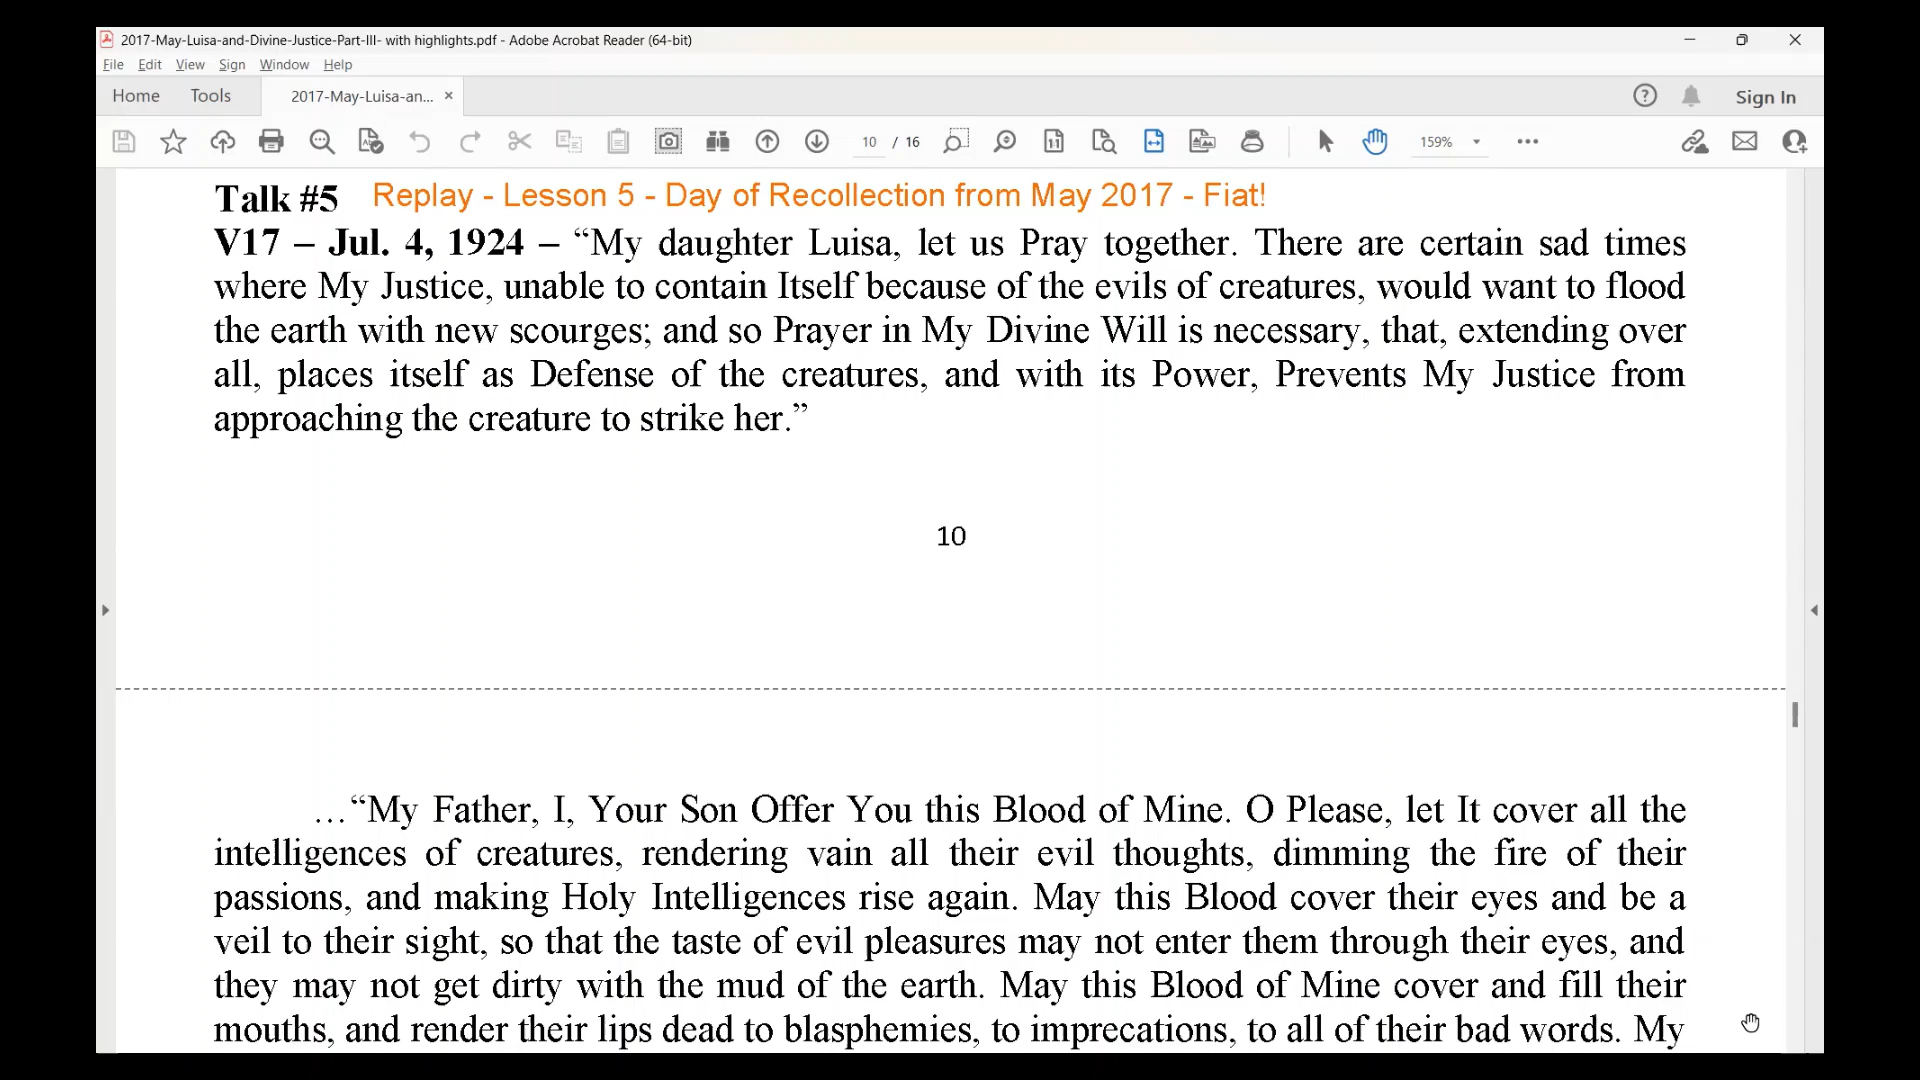 2017-May-Luisa-and-Divine-Justice-Part-III- with highlights.pdf - Adobe Acrobat Reader (64-bit)
File Edit View Sign Window Help
Home Tools 2017-May-Luisa-an... × Sign In
10 / 16 159%
Talk #5 Replay - Lesson 5 - Day of Recollection from May 2017 - Fiat!
V17 – Jul. 4, 1924 – “My daughter Luisa, let us Pray together. There are certain sad times
where My Justice, unable to contain Itself because of the evils of creatures, would want to flood
the earth with new scourges; and so Prayer in My Divine Will is necessary, that, extending over
all, places itself as Defense of the creatures, and with its Power, Prevents My Justice from
approaching the creature to strike her.”
10
…“My Father, I, Your Son Offer You this Blood of Mine. O Please, let It cover all the
intelligences of creatures, rendering vain all their evil thoughts, dimming the fire of their
passions, and making Holy Intelligences rise again. May this Blood cover their eyes and be a
veil to their sight, so that the taste of evil pleasures may not enter them through their eyes, and
they may not get dirty with the mud of the earth. May this Blood of Mine cover and fill their
mouths, and render their lips dead to blasphemies, to imprecations, to all of their bad words. My